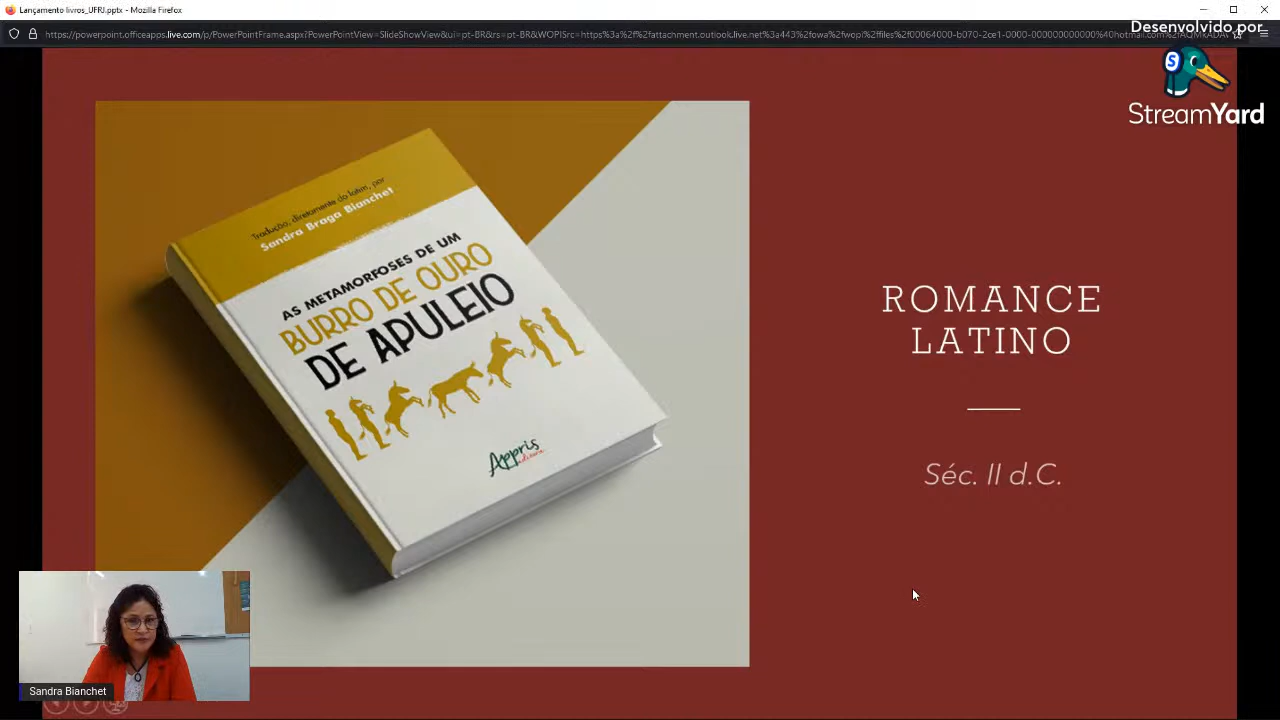 Lançamento livros_UFRJ.pptx - Mozilla Firefox
Desenvolvido por
StreamYard
Tradução, diretamente do latim, por
Sandra Braga Bianchet
AS METAMORFOSES DE UM
BURRO DE OURO
DE APULEIO
Appris
editora
ROMANCE
LATINO
Séc. II d.C.
Sandra Bianchet